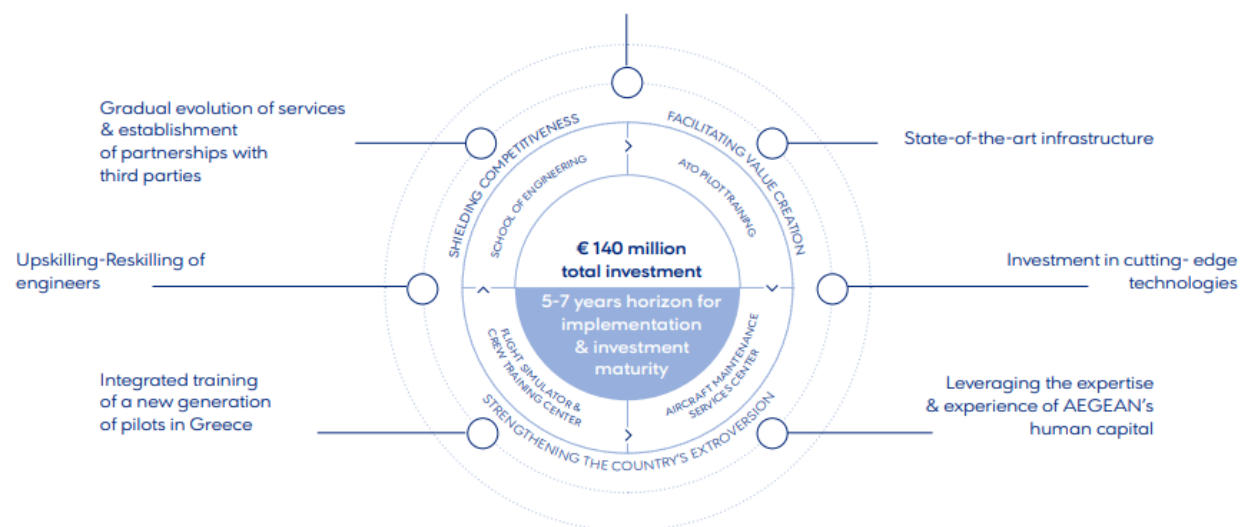 Gradual evolution of services
& establishment
of partnerships with
third parties
Upskilling-Reskilling of
engineers
Integrated training
of a new generation
of pilots in Greece
SHIELDING COMPETITIVENESS
FACILITATING VALUE CREATION
STRENGTHENING THE COUNTRY'S EXTROVERSION
SCHOOL OF ENGINEERING
ATO PILOT TRAINING
FLIGHT SIMULATOR &
CREW TRAINING CENTER
AIRCRAFT MAINTENANCE
SERVICES CENTER
€ 140 million
total investment
5-7 years horizon for
implementation
& investment
maturity
State-of-the-art infrastructure
Investment in cutting- edge
technologies
Leveraging the expertise
& experience of AEGEAN's
human capital